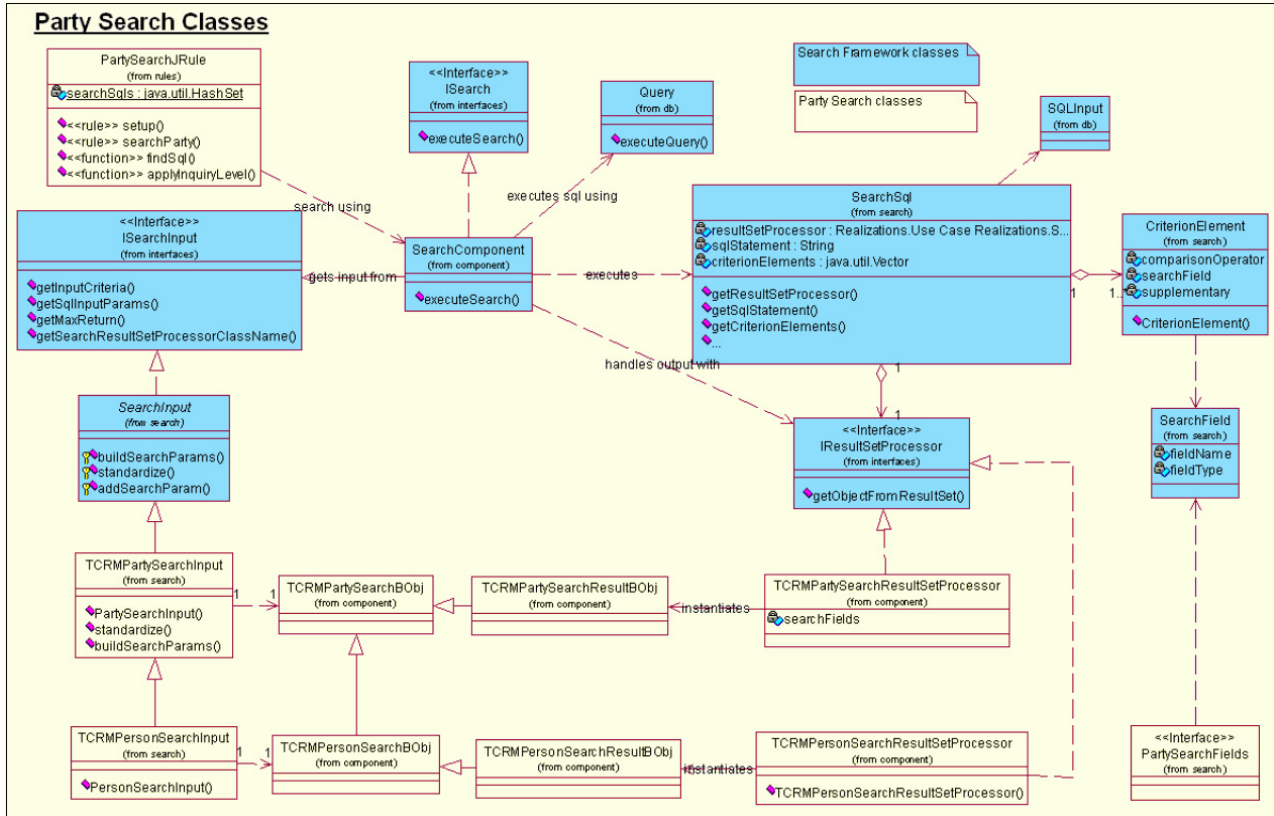 Party Search Classes
PartySearchJRule
(from rules)
searchSqls : java.util.HashSet
<<rule>> setup()
<<rule>> searchParty()
<<function>> findSql()
<<function>> applyInquiryLevel()
<<Interface>>
ISearch
(from interfaces)
executeSearch()
Query
(from db)
executeQuery()
Search Framework classes
Party Search classes
SQLInput
(from db)
search using
executes sql using
<<Interface>>
ISearchInput
(from interfaces)
getInputCriteria()
getSqlInputParams()
getMaxReturn()
getSearchResultSetProcessorClassName()
gets input from
SearchComponent
(from component)
executeSearch()
executes
SearchSql
(from search)
resultSetProcessor : Realizations.Use Case Realizations.S...
sqlStatement : String
criterionElements : java.util.Vector
getResultSetProcessor()
getSqlStatement()
getCriterionElements()
...
1
1..
CriterionElement
(from search)
comparisonOperator
searchField
supplementary
CriterionElement()
handles output with
1
1
SearchInput
(from search)
buildSearchParams()
standardize()
addSearchParam()
<<Interface>>
IResultSetProcessor
(from interfaces)
getObjectFromResultSet()
SearchField
(from search)
fieldName
fieldType
TCRMPartySearchInput
(from search)
PartySearchInput()
standardize()
buildSearchParams()
1
1
TCRMPartySearchBObj
(from component)
TCRMPartySearchResultBObj
(from component)
instantiates
TCRMPartySearchResultSetProcessor
(from component)
searchFields
TCRMPersonSearchInput
(from search)
PersonSearchInput()
1
1
TCRMPersonSearchBObj
(from component)
TCRMPersonSearchResultBObj
(from component)
instantiates
TCRMPersonSearchResultSetProcessor
(from component)
TCRMPersonSearchResultSetProcessor()
<<Interface>>
PartySearchFields
(from search)